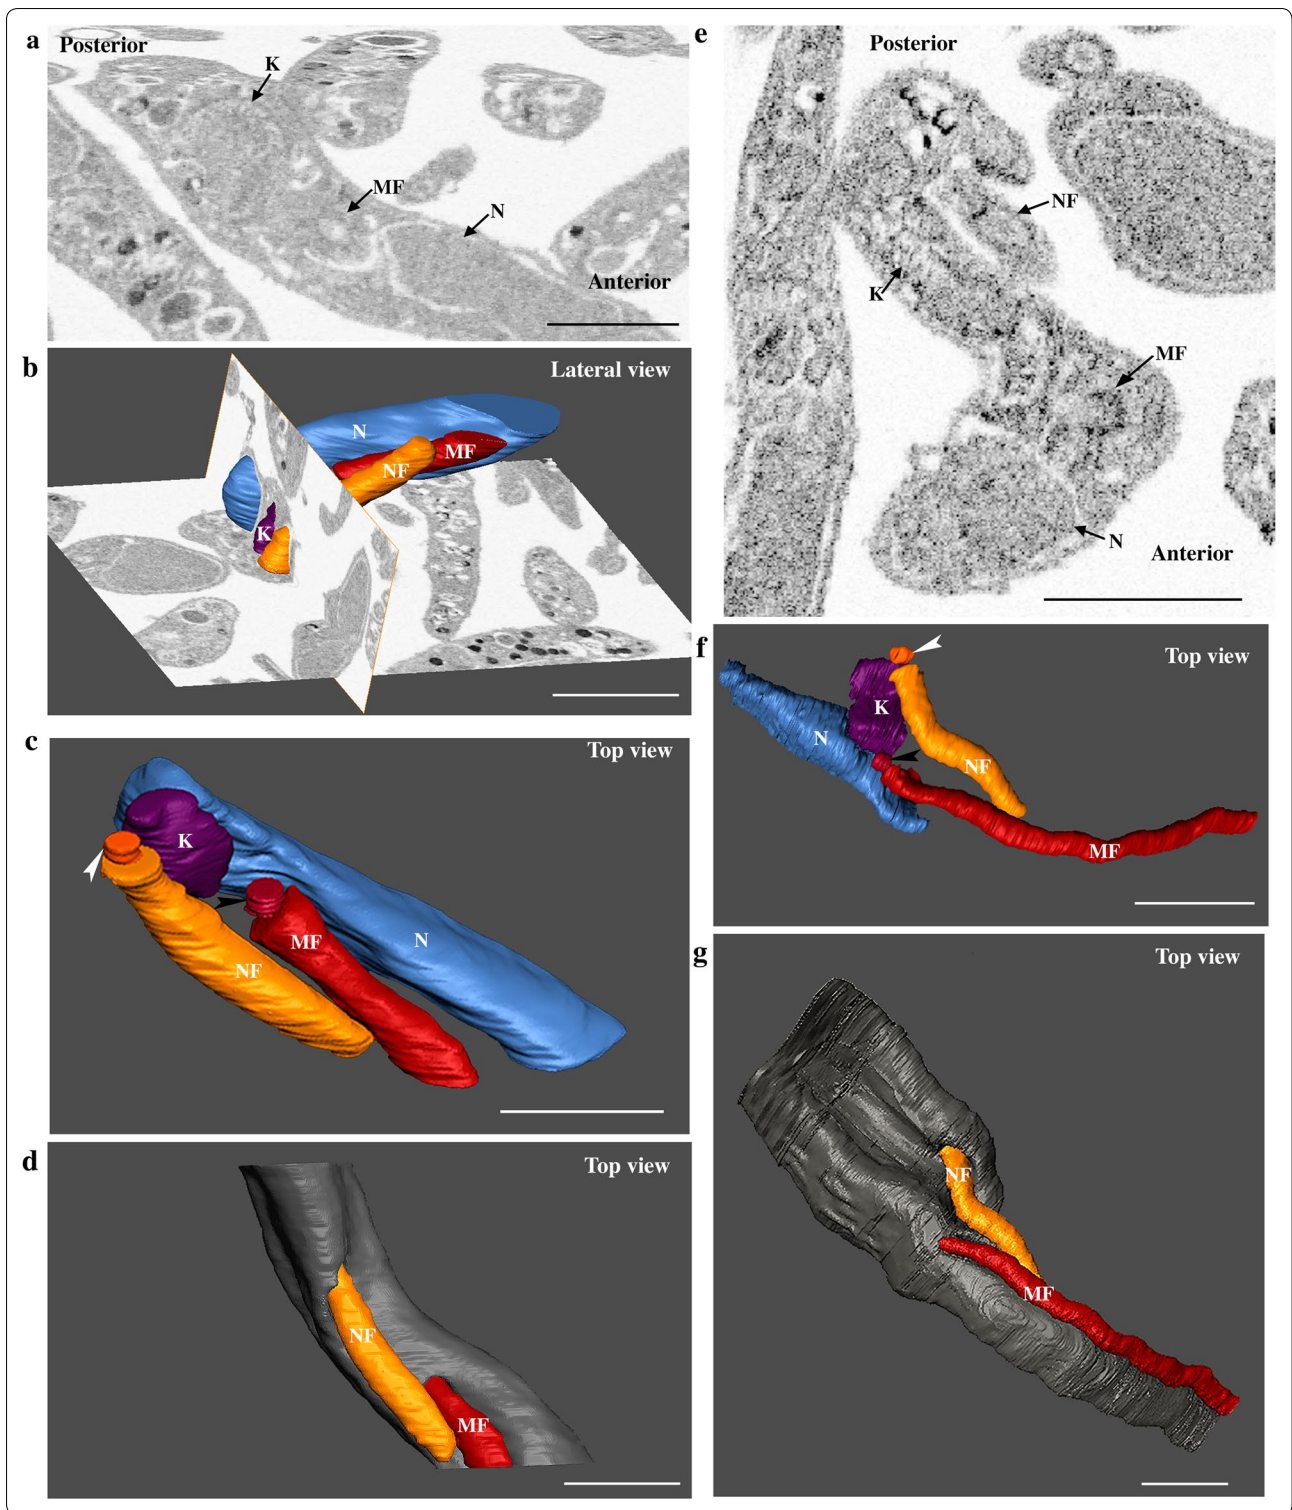 a
Posterior
K
MF
N
Anterior
b
Lateral view
N
MF
NF
K
c
Top view
K
N
MF
NF
d
Top view
NF
MF
e
Posterior
NF
K
MF
N
Anterior
f
Top view
K
N
NF
MF
g
Top view
NF
MF